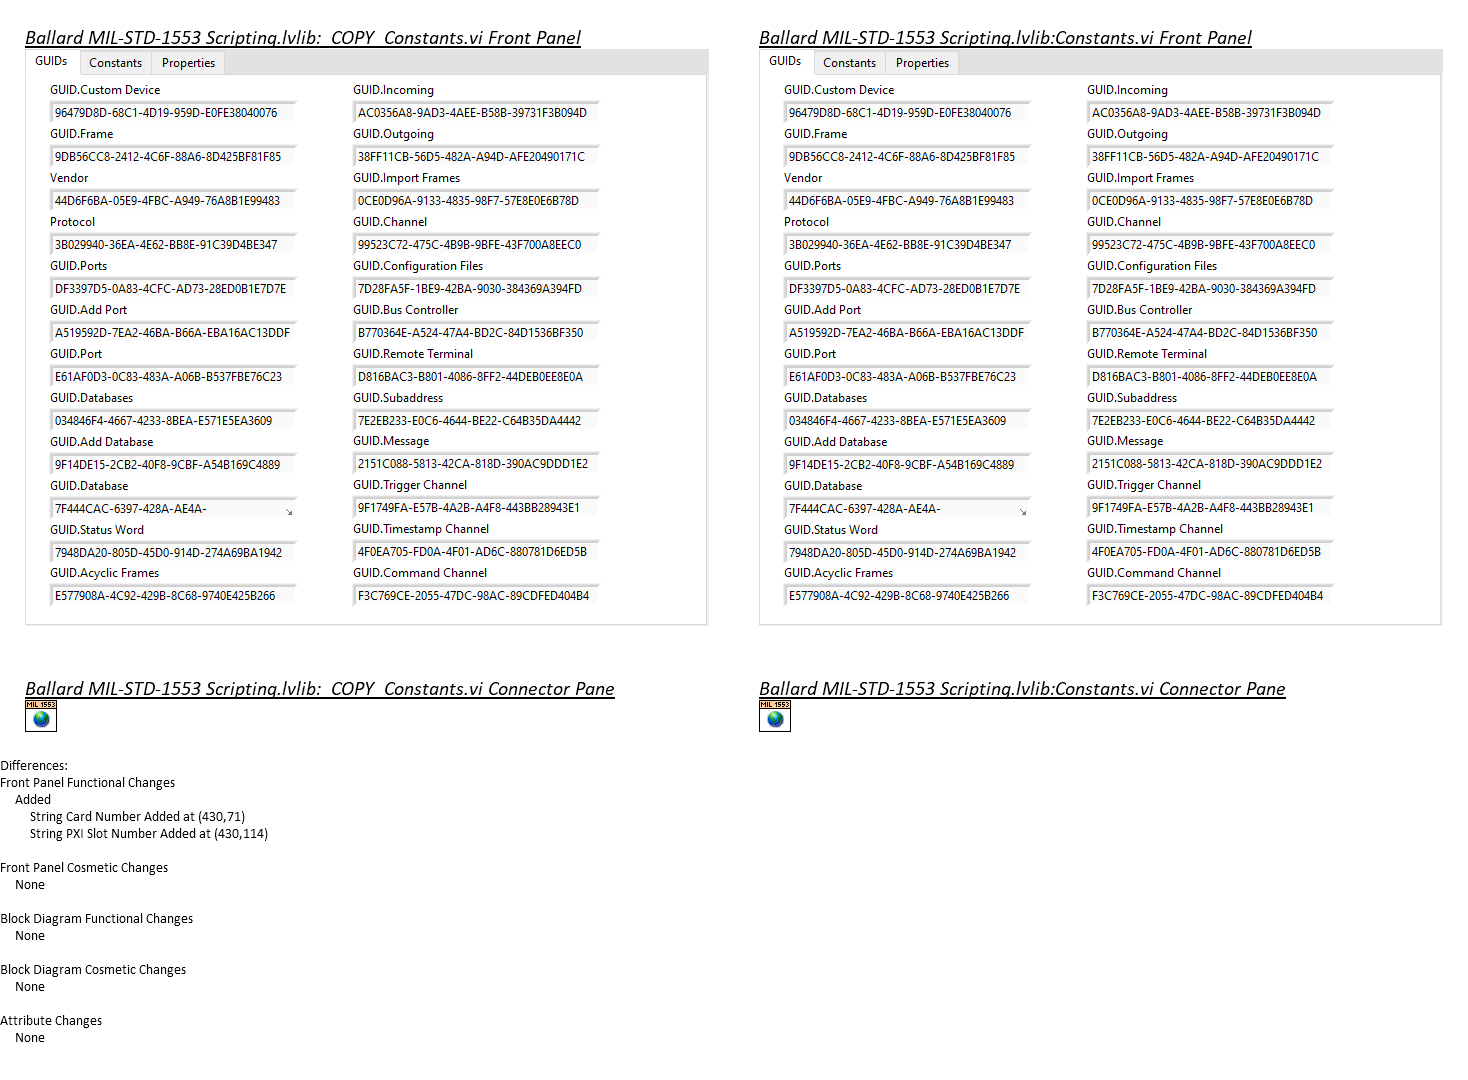 Ballard MIL-STD-1553 Scripting.lvlib:_COPY_Constants.vi Front Panel
GUIDs Constants Properties
GUID.Custom Device GUID.Incoming
96479D8D-68C1-4D19-959D-E0FE38040076 AC0356A8-9AD3-4AEE-B58B-39731F3B094D
GUID.Frame GUID.Outgoing
9DB56CC8-2412-4C6F-88A6-8D425BF81F85 38FF11CB-56D5-482A-A94D-AFE20490171C
Vendor GUID.Import Frames
44D6F6BA-05E9-4FBC-A949-76A8B1E99483 0CE0D96A-9133-4835-98F7-57E8E0E6B78D
Protocol GUID.Channel
3B029940-36EA-4E62-BB8E-91C39D4BE347 99523C72-475C-4B9B-9BFE-43F700A8EEC0
GUID.Ports GUID.Configuration Files
DF3397D5-0A83-4CFC-AD73-28ED0B1E7D7E 7D28FA5F-1BE9-42BA-9030-384369A394FD
GUID.Add Port GUID.Bus Controller
A519592D-7EA2-46BA-B66A-EBA16AC13DDF B770364E-A524-47A4-BD2C-84D1536BF350
GUID.Port GUID.Remote Terminal
E61AF0D3-0C83-483A-A06B-B537FBE76C23 D816BAC3-B801-4086-8FF2-44DEB0EE8E0A
GUID.Databases GUID.Subaddress
034846F4-4667-4233-8BEA-E571E5EA3609 7E2EB233-E0C6-4644-BE22-C64B35DA4442
GUID.Add Database GUID.Message
9F14DE15-2CB2-40F8-9CBF-A54B169C4889 2151C088-5813-42CA-818D-390AC9DDD1E2
GUID.Database GUID.Trigger Channel
7F444CAC-6397-428A-AE4A- 9F1749FA-E57B-4A2B-A4F8-443BB28943E1
GUID.Status Word GUID.Timestamp Channel
7948DA20-805D-45D0-914D-274A69BA1942 4F0EA705-FD0A-4F01-AD6C-880781D6ED5B
GUID.Acyclic Frames GUID.Command Channel
E577908A-4C92-429B-8C68-9740E425B266 F3C769CE-2055-47DC-98AC-89CDFED404B4
Ballard MIL-STD-1553 Scripting.lvlib:Constants.vi Front Panel
GUIDs Constants Properties
GUID.Custom Device GUID.Incoming
96479D8D-68C1-4D19-959D-E0FE38040076 AC0356A8-9AD3-4AEE-B58B-39731F3B094D
GUID.Frame GUID.Outgoing
9DB56CC8-2412-4C6F-88A6-8D425BF81F85 38FF11CB-56D5-482A-A94D-AFE20490171C
Vendor GUID.Import Frames
44D6F6BA-05E9-4FBC-A949-76A8B1E99483 0CE0D96A-9133-4835-98F7-57E8E0E6B78D
Protocol GUID.Channel
3B029940-36EA-4E62-BB8E-91C39D4BE347 99523C72-475C-4B9B-9BFE-43F700A8EEC0
GUID.Ports GUID.Configuration Files
DF3397D5-0A83-4CFC-AD73-28ED0B1E7D7E 7D28FA5F-1BE9-42BA-9030-384369A394FD
GUID.Add Port GUID.Bus Controller
A519592D-7EA2-46BA-B66A-EBA16AC13DDF B770364E-A524-47A4-BD2C-84D1536BF350
GUID.Port GUID.Remote Terminal
E61AF0D3-0C83-483A-A06B-B537FBE76C23 D816BAC3-B801-4086-8FF2-44DEB0EE8E0A
GUID.Databases GUID.Subaddress
034846F4-4667-4233-8BEA-E571E5EA3609 7E2EB233-E0C6-4644-BE22-C64B35DA4442
GUID.Add Database GUID.Message
9F14DE15-2CB2-40F8-9CBF-A54B169C4889 2151C088-5813-42CA-818D-390AC9DDD1E2
GUID.Database GUID.Trigger Channel
7F444CAC-6397-428A-AE4A- 9F1749FA-E57B-4A2B-A4F8-443BB28943E1
GUID.Status Word GUID.Timestamp Channel
7948DA20-805D-45D0-914D-274A69BA1942 4F0EA705-FD0A-4F01-AD6C-880781D6ED5B
GUID.Acyclic Frames GUID.Command Channel
E577908A-4C92-429B-8C68-9740E425B266 F3C769CE-2055-47DC-98AC-89CDFED404B4
Ballard MIL-STD-1553 Scripting.lvlib:_COPY_Constants.vi Connector Pane
MIL 1553
Ballard MIL-STD-1553 Scripting.lvlib:Constants.vi Connector Pane
MIL 1553
Differences:
Front Panel Functional Changes
Added
String Card Number Added at (430,71)
String PXI Slot Number Added at (430,114)
Front Panel Cosmetic Changes
None
Block Diagram Functional Changes
None
Block Diagram Cosmetic Changes
None
Attribute Changes
None